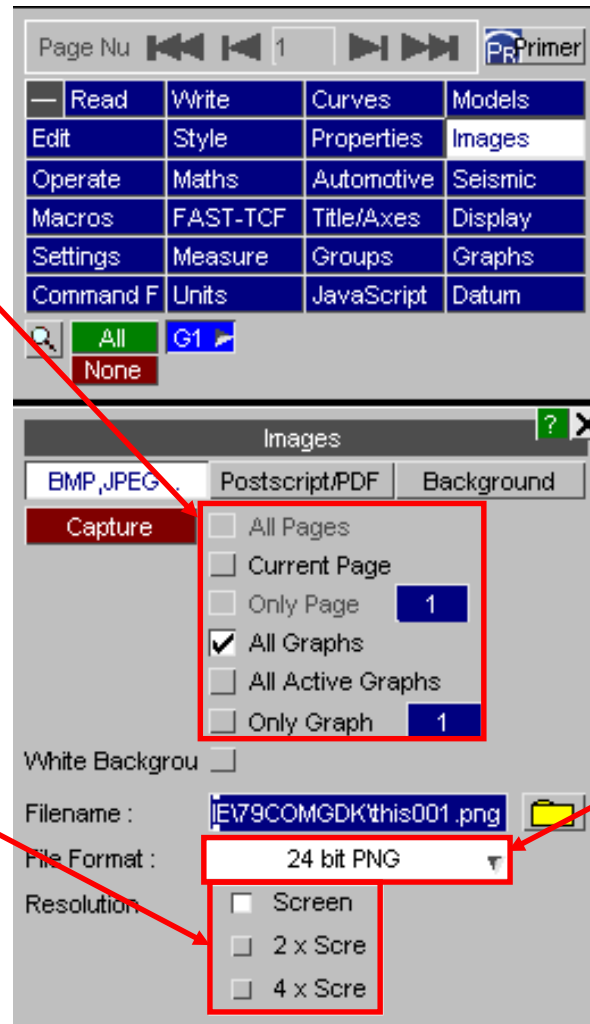 Page Nu 1 PR Primer
— Read Write Curves Models
Edit Style Properties Images
Operate Maths Automotive Seismic
Macros FAST-TCF Title/Axes Display
Settings Measure Groups Graphs
Command F Units JavaScript Datum
All G1
None
? X
Images
BMP,JPEG . Postscript/PDF Background
Capture All Pages
Current Page
Only Page 1
All Graphs
All Active Graphs
Only Graph 1
White Backgrou
Filename : IE\79COMGDK\this001.png
File Format : 24 bit PNG
Resolution Screen
2 x Scre
4 x Scre